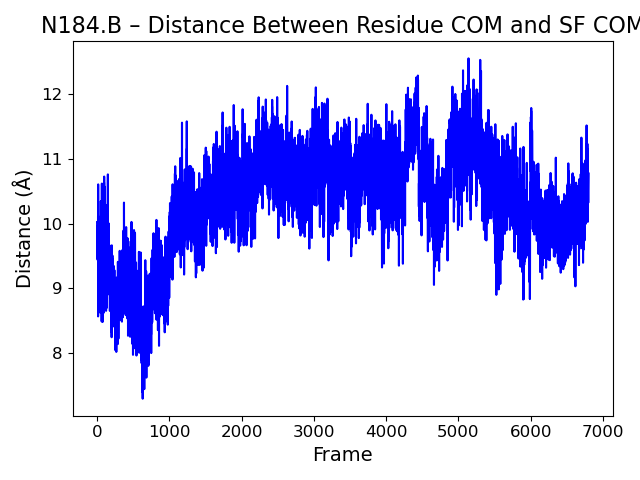 N184.B – Distance Between Residue COM and SF COM
Distance (Å)
12
11
10
9
8
0 1000 2000 3000 4000 5000 6000 7000
Frame